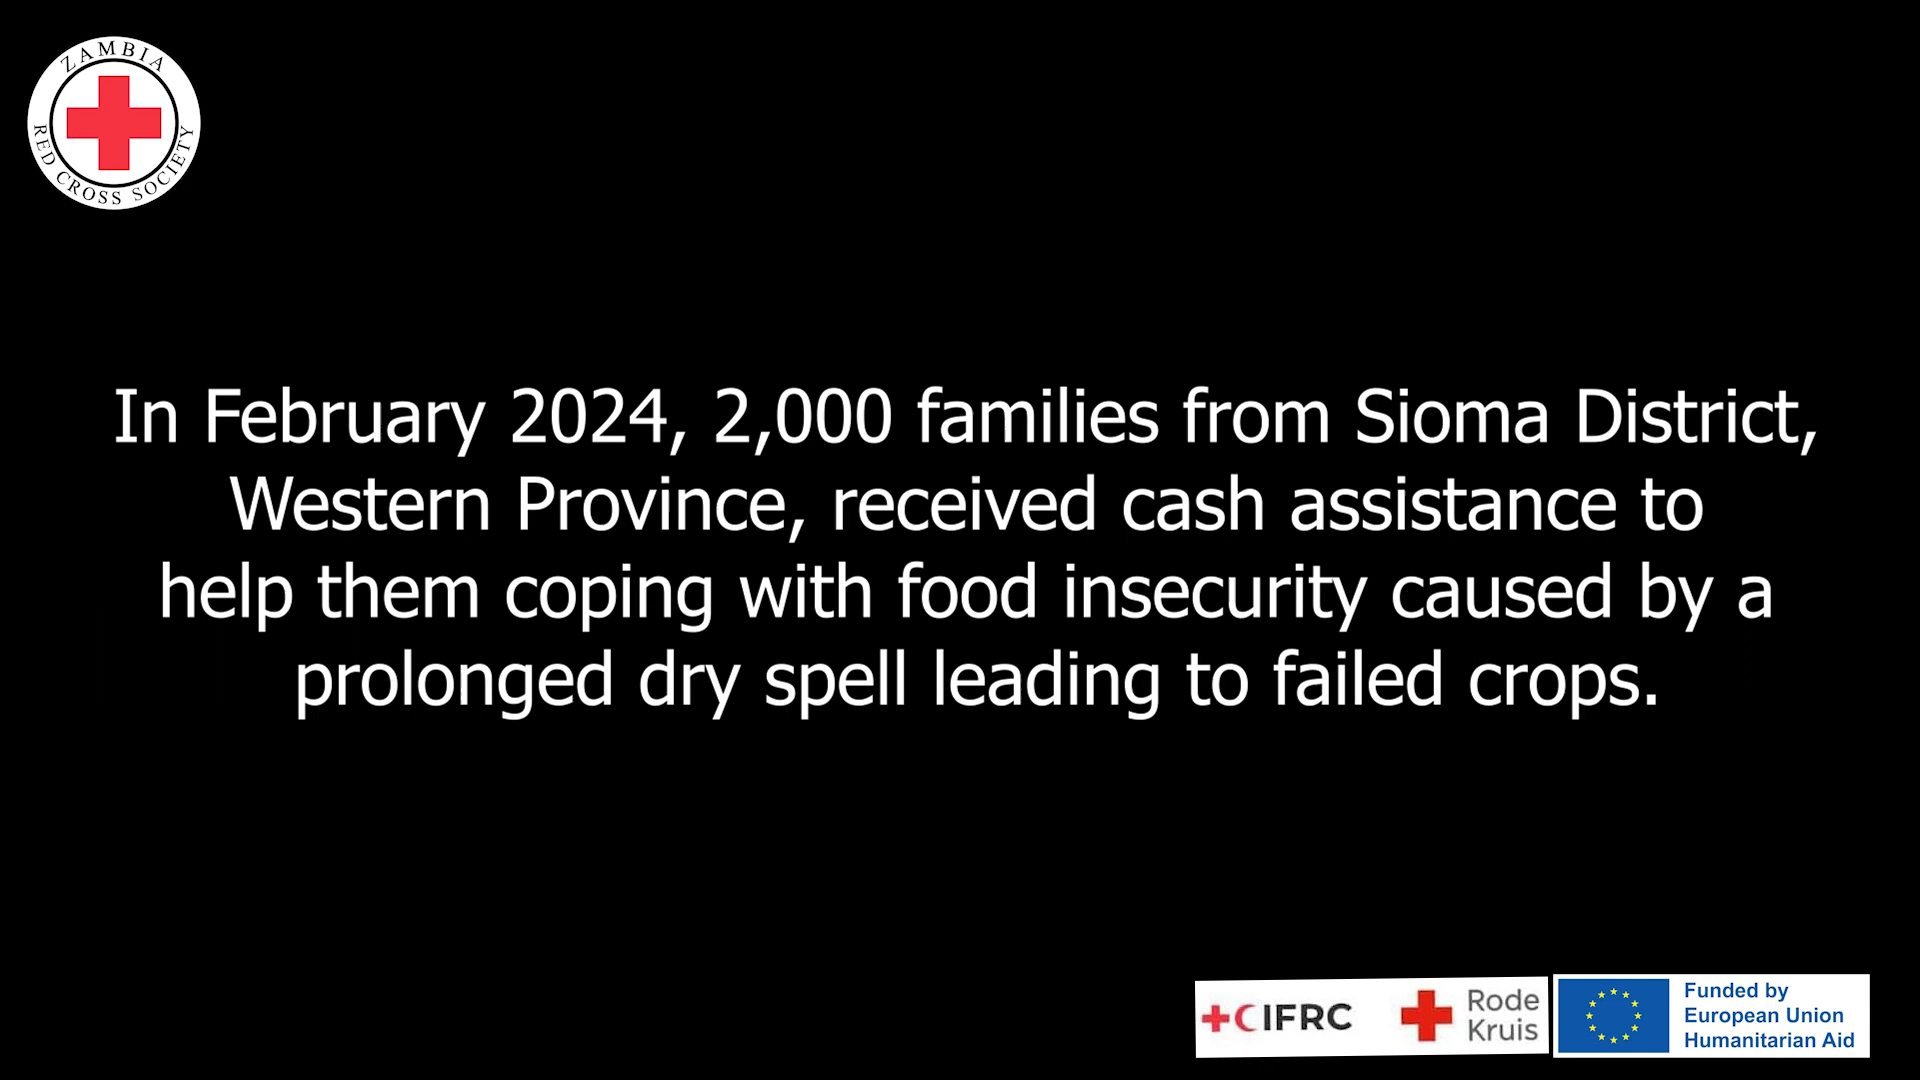 ZAMBIA
RED CROSS SOCIETY
In February 2024, 2,000 families from Sioma District,
Western Province, received cash assistance to
help them coping with food insecurity caused by a
prolonged dry spell leading to failed crops.
IFRC
Rode
Kruis
Funded by
European Union
Humanitarian Aid